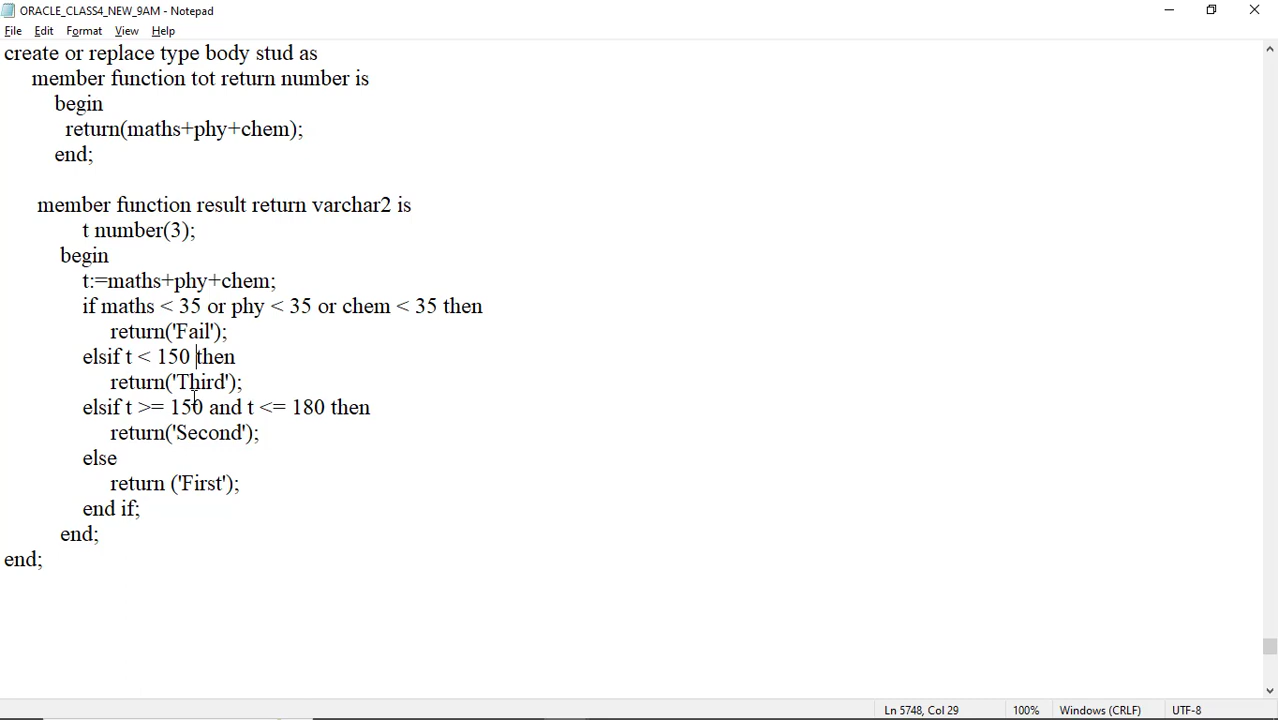 ORACLE_CLASS4_NEW_9AM - Notepad
File Edit Format View Help
create or replace type body stud as
member function tot return number is
begin
return(maths+phy+chem);
end;
member function result return varchar2 is
t number(3);
begin
t:=maths+phy+chem;
if maths < 35 or phy < 35 or chem < 35 then
return('Fail');
elsif t < 150 then
return('Third');
elsif t >= 150 and t <= 180 then
return('Second');
else
return ('First');
end if;
end;
end;
Ln 5748, Col 29 100% Windows (CRLF) UTF-8